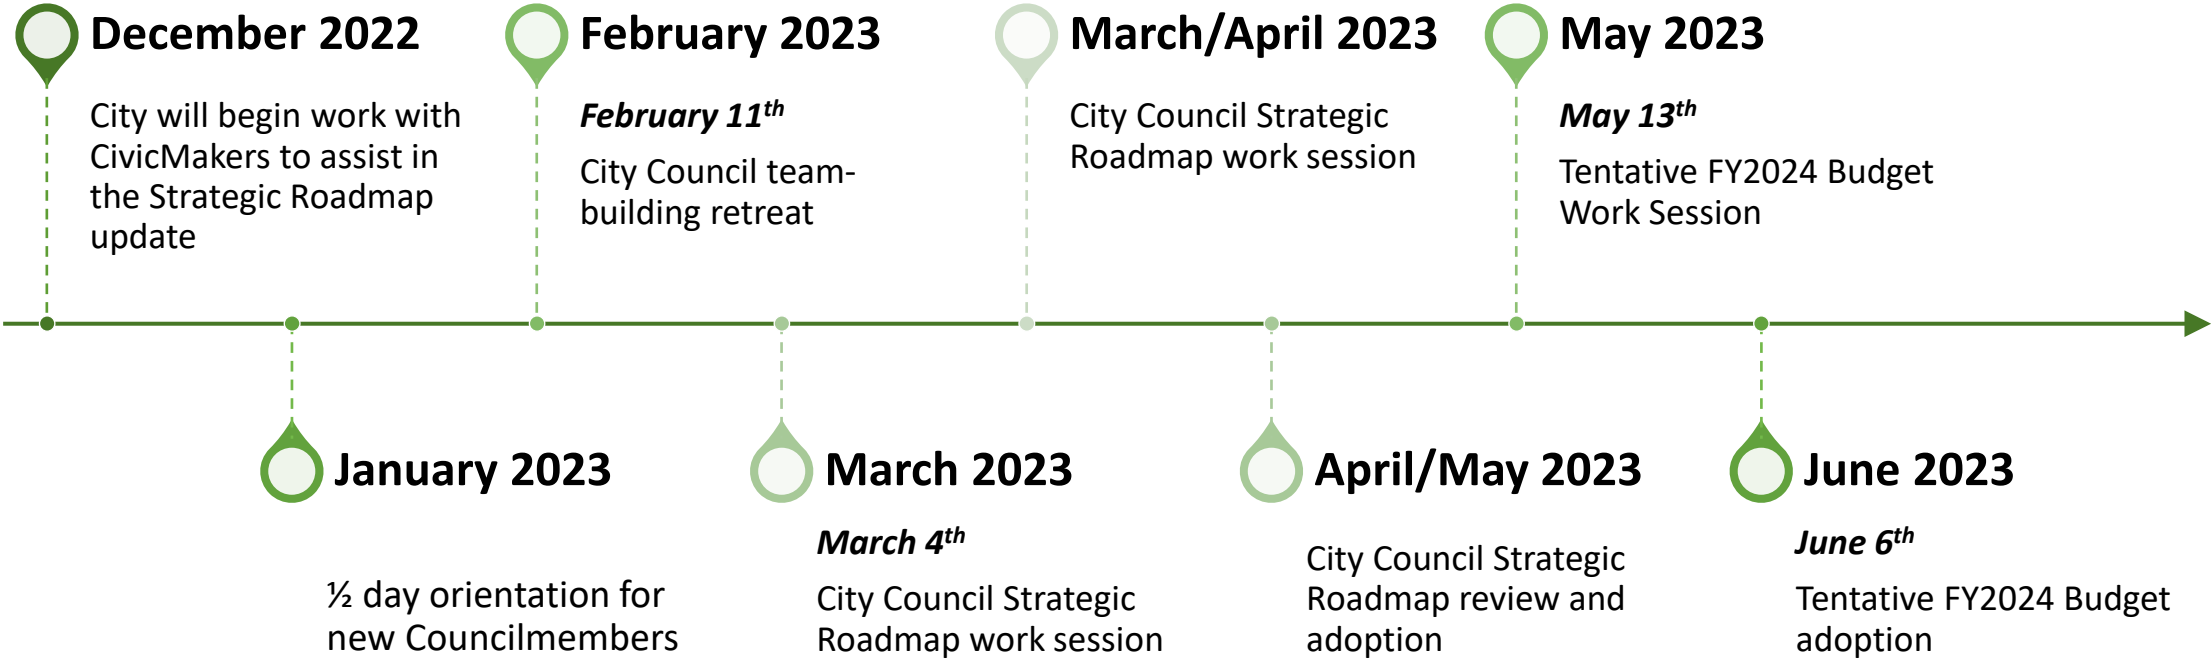 December 2022
City will begin work with
CivicMakers to assist in
the Strategic Roadmap
update
February 2023
February 11th
City Council team-
building retreat
March/April 2023
City Council Strategic
Roadmap work session
May 2023
May 13th
Tentative FY2024 Budget
Work Session
January 2023
½ day orientation for
new Councilmembers
March 2023
March 4th
City Council Strategic
Roadmap work session
April/May 2023
City Council Strategic
Roadmap review and
adoption
June 2023
June 6th
Tentative FY2024 Budget
adoption